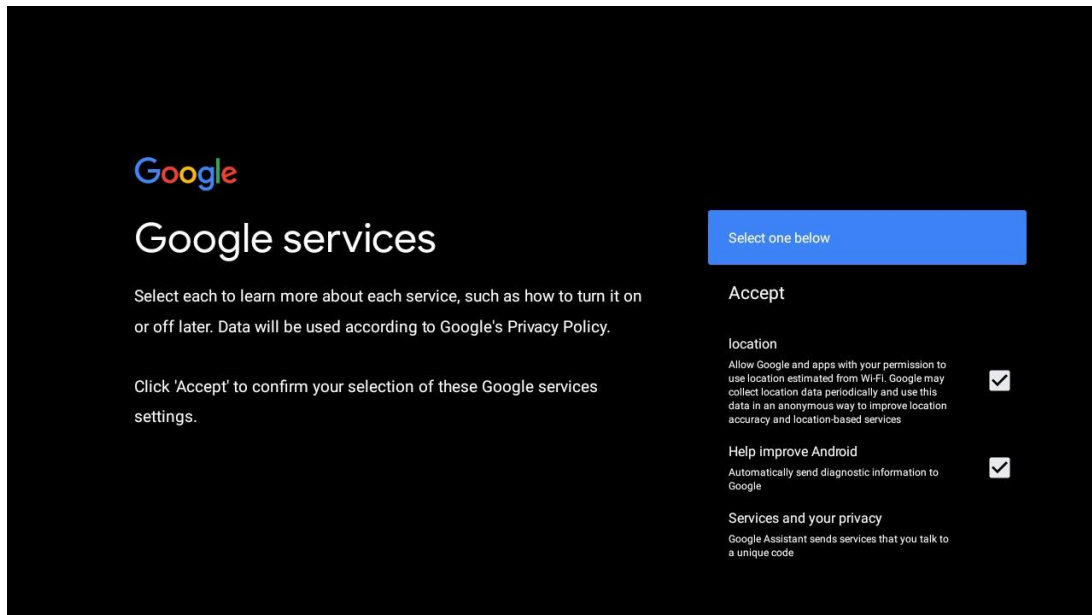 Google
Google services
Select each to learn more about each service, such as how to turn it on
or off later. Data will be used according to Google's Privacy Policy.
Click 'Accept' to confirm your selection of these Google services
settings.
Select one below
Accept
location
Allow Google and apps with your permission to
use location estimated from Wi-Fi. Google may
collect location data periodically and use this
data in an anonymous way to improve location
accuracy and location-based services
Help improve Android
Automatically send diagnostic information to
Google
Services and your privacy
Google Assistant sends services that you talk to
a unique code